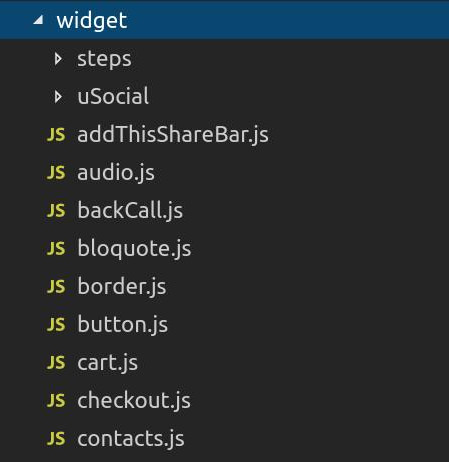 widget
steps
uSocial
JS addThisShareBar.js
JS audio.js
JS backCall.js
JS bloquote.js
JS border.js
JS button.js
JS cart.js
JS checkout.js
JS contacts.js